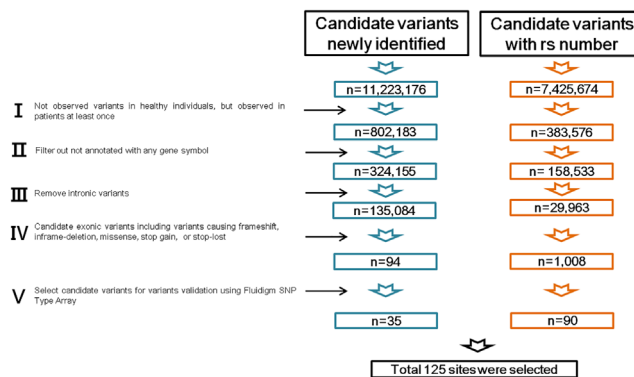 Candidate variants
newly identified
Candidate variants
with rs number
n=11,223,176
n=7,425,674
I
Not observed variants in healthy individuals, but observed in
patients at least once
802,183
383,576
II
Filter out not annotated with any gene symbol
324,155
158,533
III
Remove intronic variants
135,084
29,963
IV
Candidate exonic variants including variants causing frameshift,
inframe-deletion, missense, stop gain, or stop-lost
n=94
n=1,008
V
Select candidate variants for variants validation using Fluidigm SNP
Type Array
n=35
n=90
Total 125 sites were selected